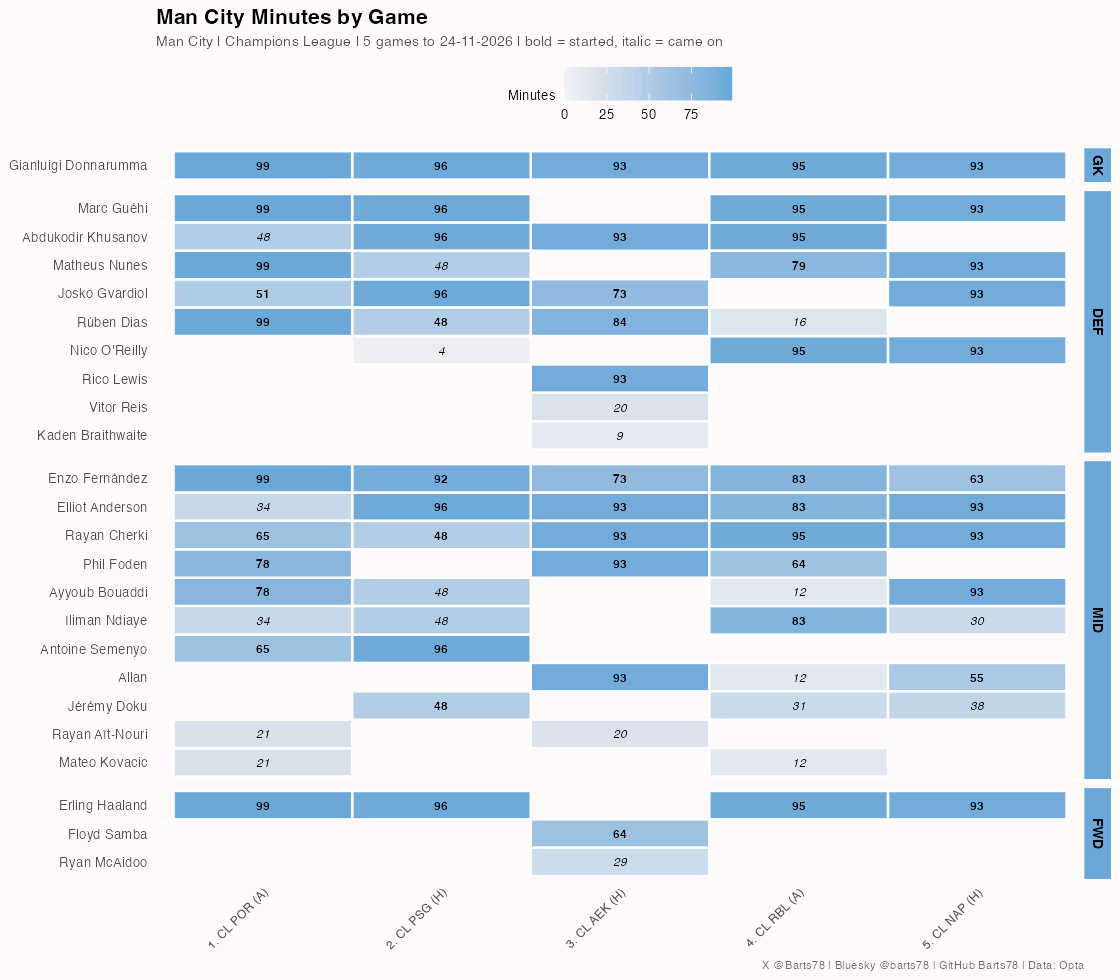 Man City Minutes by Game
Man City | Champions League | 5 games to 24-11-2026 | bold = started, italic = came on
Minutes
0 25 50 75
Gianluigi Donnarumma 99 96 93 95 93 GK
Marc Guéhi 99 96 95 93
Abdukodir Khusanov 48 96 93 95
Matheus Nunes 99 48 79 93
Josko Gvardiol 51 96 73 93
Rúben Dias 99 48 84 16 DEF
Nico O'Reilly 4 95 93
Rico Lewis 93
Vitor Reis 20
Kaden Braithwaite 9
Enzo Fernández 99 92 73 83 63
Elliot Anderson 34 96 93 83 93
Rayan Cherki 65 48 93 95 93
Phil Foden 78 93 64
Ayyoub Bouaddi 78 48 12 93
Iliman Ndiaye 34 48 83 30 MID
Antoine Semenyo 65 96
Allan 93 12 55
Jérémy Doku 48 31 38
Rayan Aït-Nouri 21 20
Mateo Kovacic 21 12
Erling Haaland 99 96 95 93
Floyd Samba 64 FWD
Ryan McAidoo 29
1. CL POR (A) 2. CL PSG (H) 3. CL AEK (H) 4. CL RBL (A) 5. CL NAP (H)
X @Barts78 | Bluesky @barts78 | GitHub Barts78 | Data: Opta